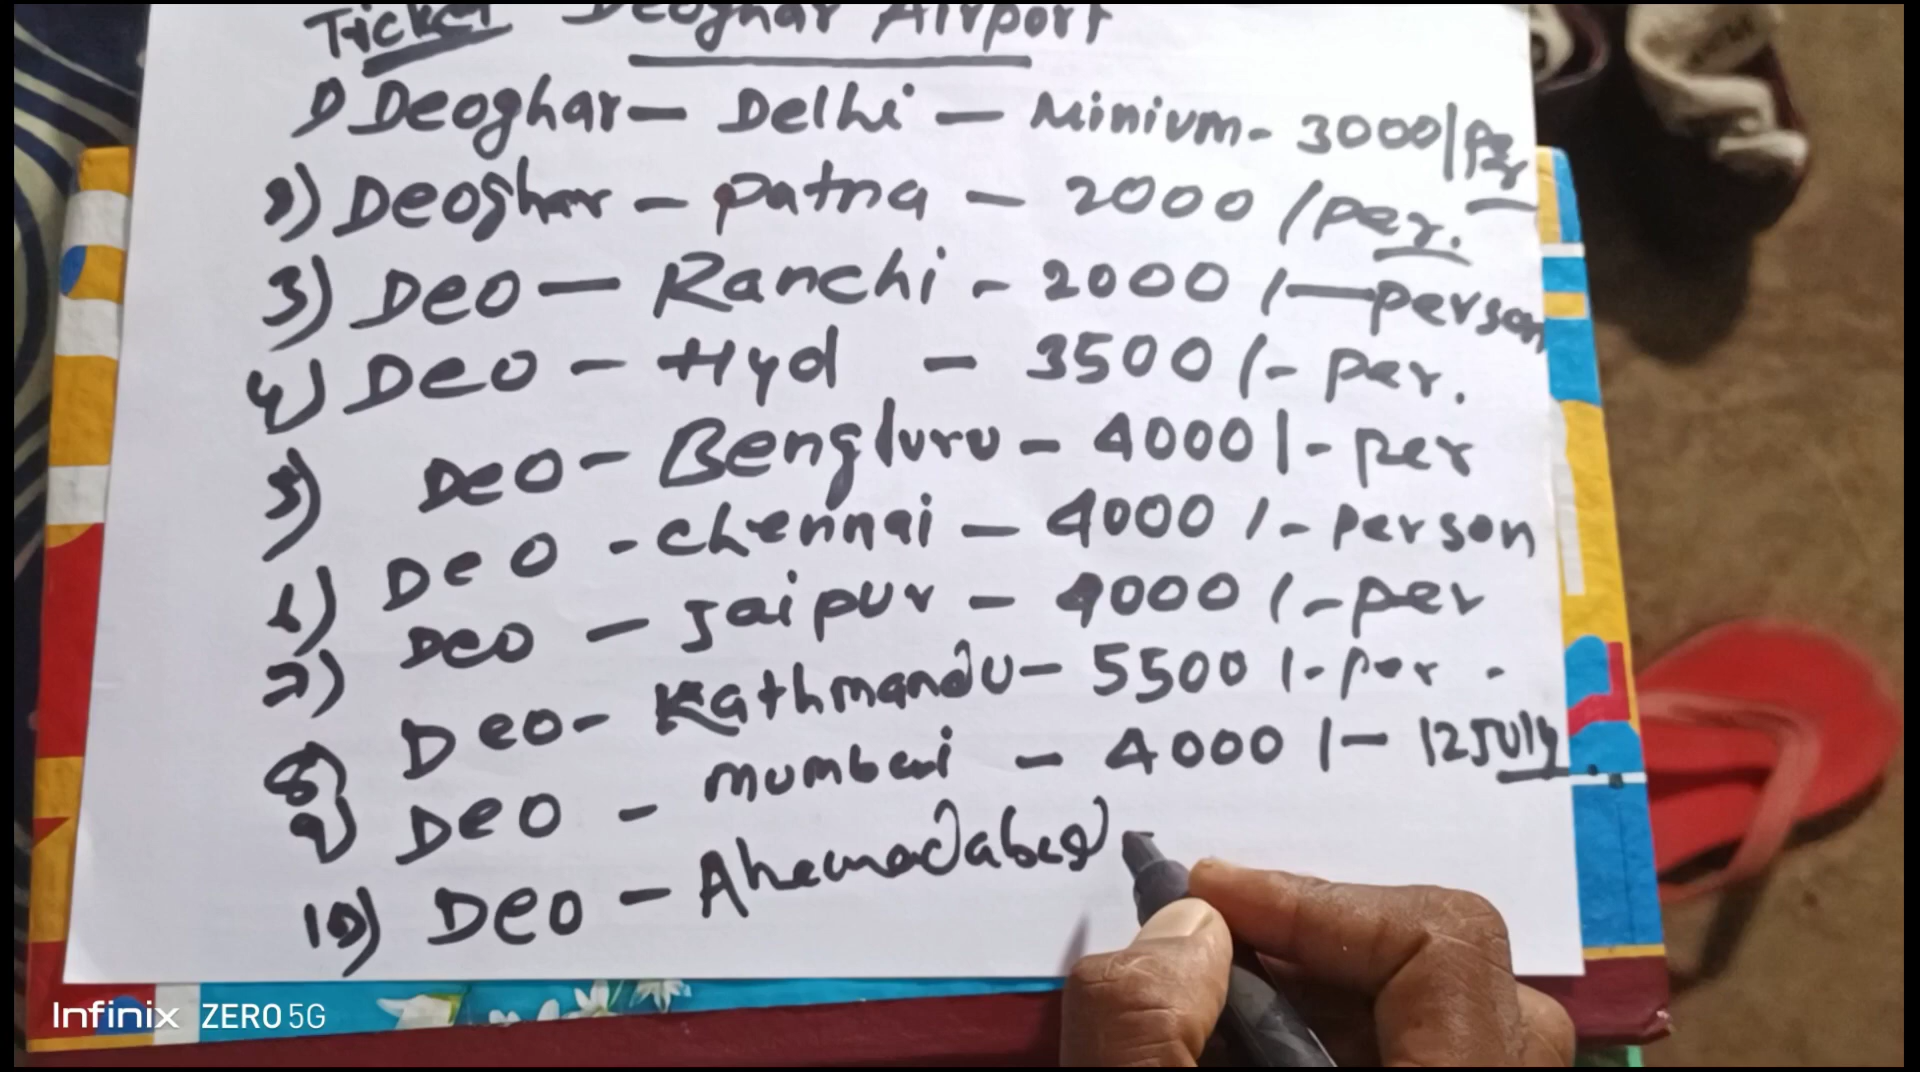 Ticket Deoghar Airport
1) Deoghar - Delhi - Minium - 3000/per
2) Deoghar - Patna - 2000 /per.
3) Deo - Ranchi - 2000 /- person
4) Deo - Hyd - 3500 /- Per.
5) Deo - Bengluru - 4000 /- per
6) Deo - Chennai - 4000 /- Person
7) Deo - Jaipur - 4000 /- per
8) Deo - Kathmandu - 5500 /- per.
9) Deo - mumbai - 4000 /- 12 July
10) Deo - Ahemadabad -
Infinix ZERO 5G